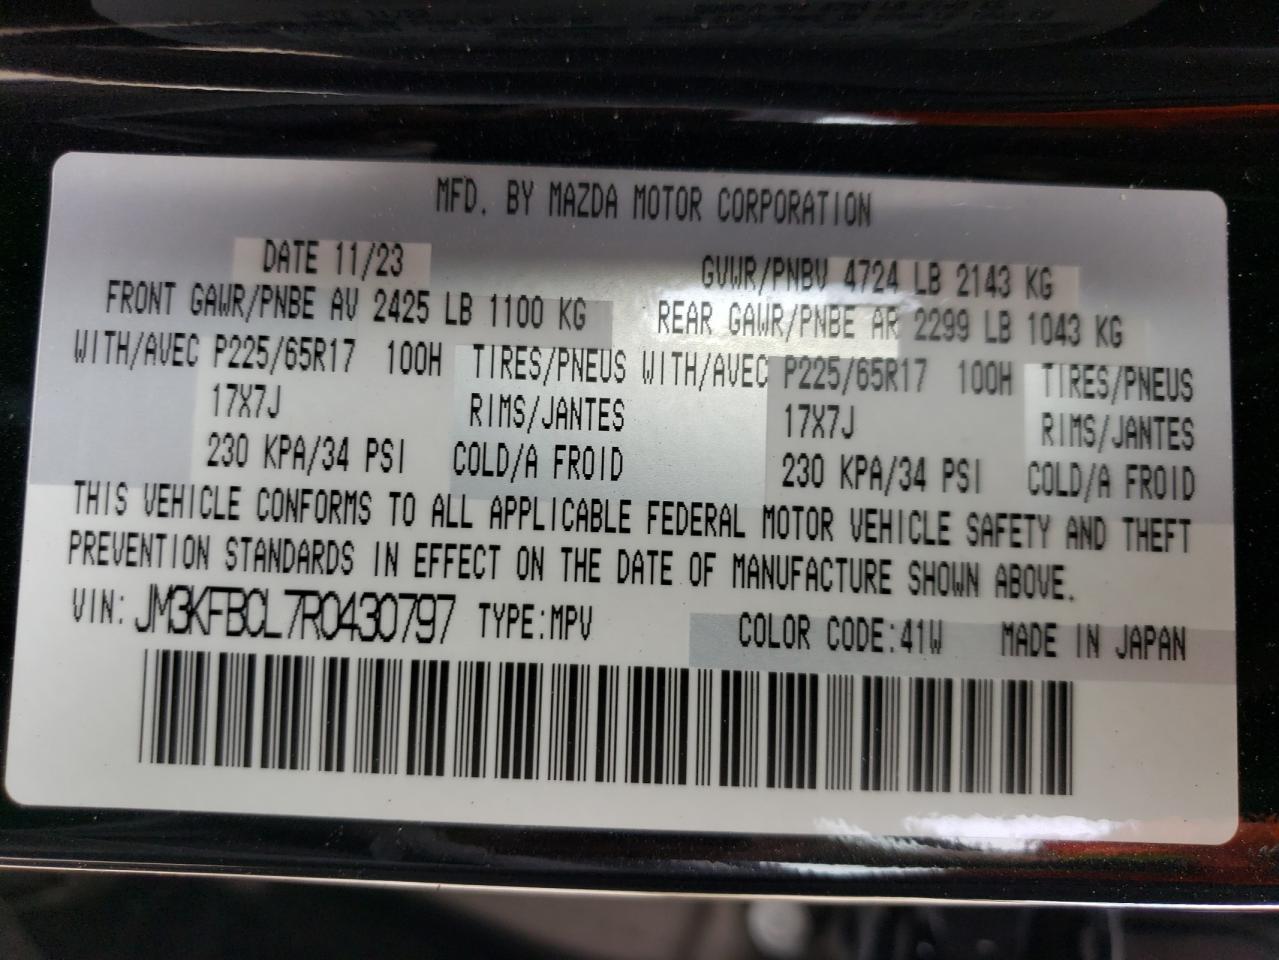 MFD. BY MAZDA MOTOR CORPORATION
DATE 11/23 GVWR/PNBV 4724 LB 2143 KG
FRONT GAWR/PNBE AV 2425 LB 1100 KG REAR GAWR/PNBE AR 2299 LB 1043 KG
WITH/AVEC P225/65R17 100H TIRES/PNEUS WITH/AVEC P225/65R17 100H TIRES/PNEUS
17X7J RIMS/JANTES 17X7J RIMS/JANTES
230 KPA/34 PSI COLD/A FROID 230 KPA/34 PSI COLD/A FROID
THIS VEHICLE CONFORMS TO ALL APPLICABLE FEDERAL MOTOR VEHICLE SAFETY AND THEFT
PREVENTION STANDARDS IN EFFECT ON THE DATE OF MANUFACTURE SHOWN ABOVE.
VIN: JM3KFBCL7R0430797 TYPE:MPV COLOR CODE:41W MADE IN JAPAN